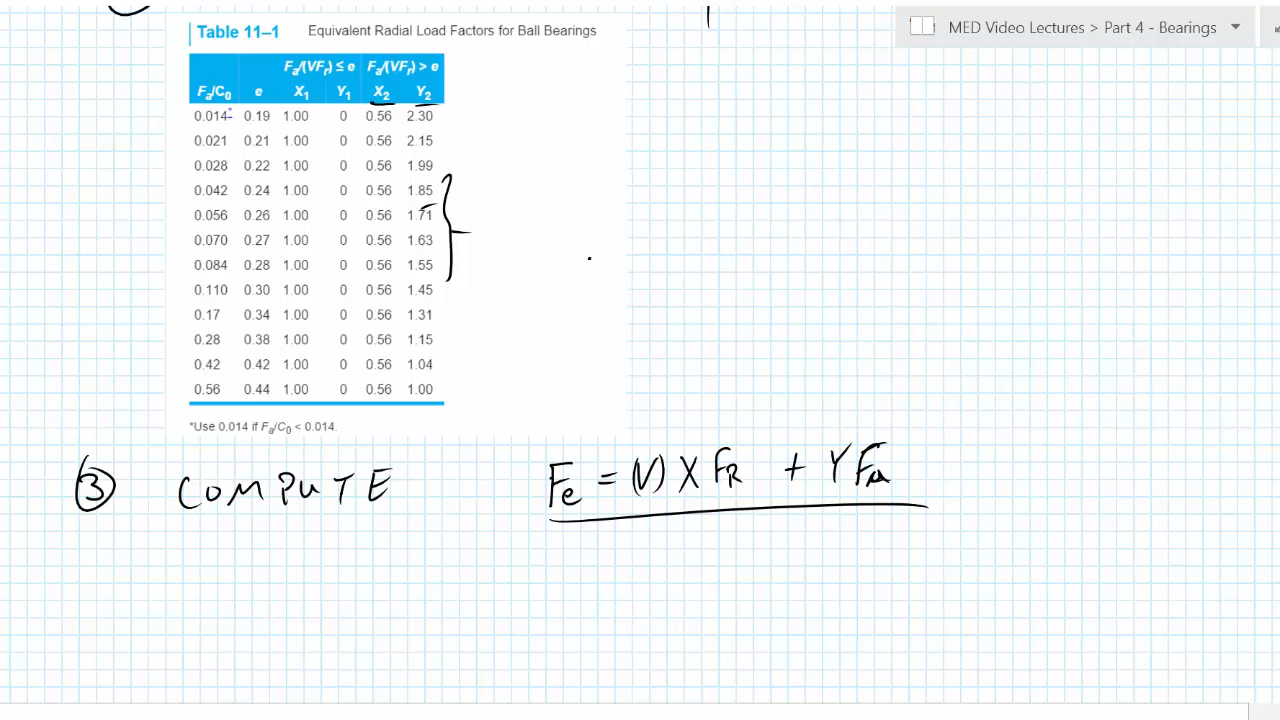 MED Video Lectures > Part 4 - Bearings
Table 11–1 Equivalent Radial Load Factors for Ball Bearings
Fa/(VFr) ≤ e Fa/(VFr) > e
Fa/C0 e X1 Y1 X2 Y2
0.014* 0.19 1.00 0 0.56 2.30
0.021 0.21 1.00 0 0.56 2.15
0.028 0.22 1.00 0 0.56 1.99
0.042 0.24 1.00 0 0.56 1.85
0.056 0.26 1.00 0 0.56 1.71
0.070 0.27 1.00 0 0.56 1.63
0.084 0.28 1.00 0 0.56 1.55
0.110 0.30 1.00 0 0.56 1.45
0.17 0.34 1.00 0 0.56 1.31
0.28 0.38 1.00 0 0.56 1.15
0.42 0.42 1.00 0 0.56 1.04
0.56 0.44 1.00 0 0.56 1.00
*Use 0.014 if Fa/C0 < 0.014.
③ COMPUTE Fe = (V) X FR + Y Fa